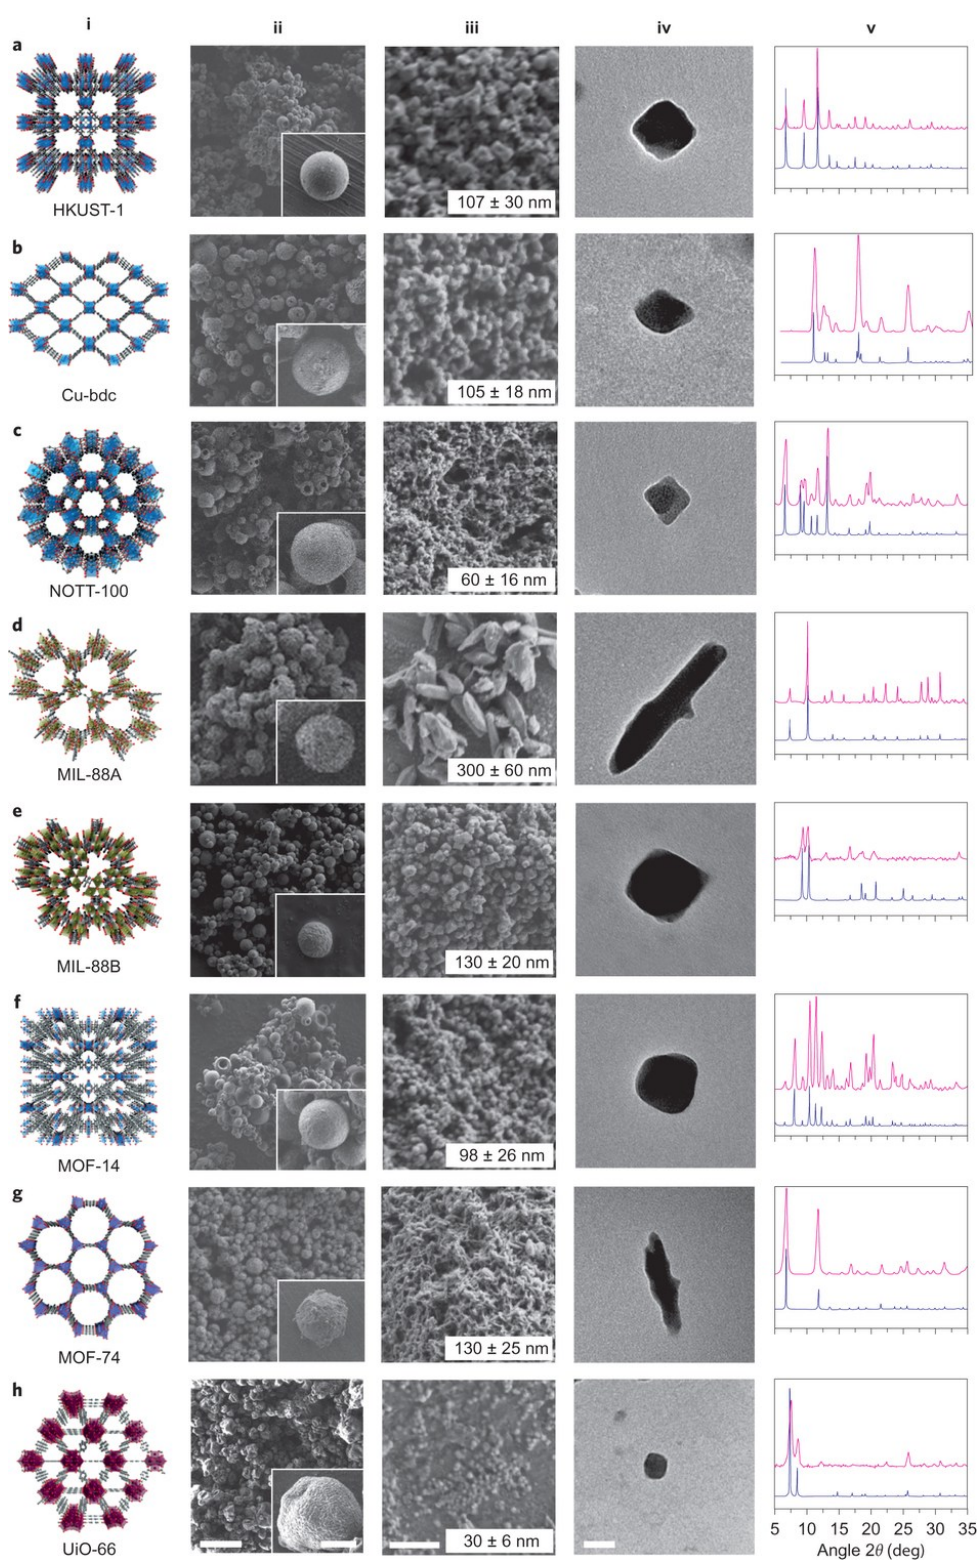 i ii iii iv v
a
HKUST-1
107 ± 30 nm
b
Cu-bdc
105 ± 18 nm
c
NOTT-100
60 ± 16 nm
d
MIL-88A
300 ± 60 nm
e
MIL-88B
130 ± 20 nm
f
MOF-14
98 ± 26 nm
g
MOF-74
130 ± 25 nm
h
UiO-66
30 ± 6 nm
5 10 15 20 25 30 35
Angle 2θ (deg)